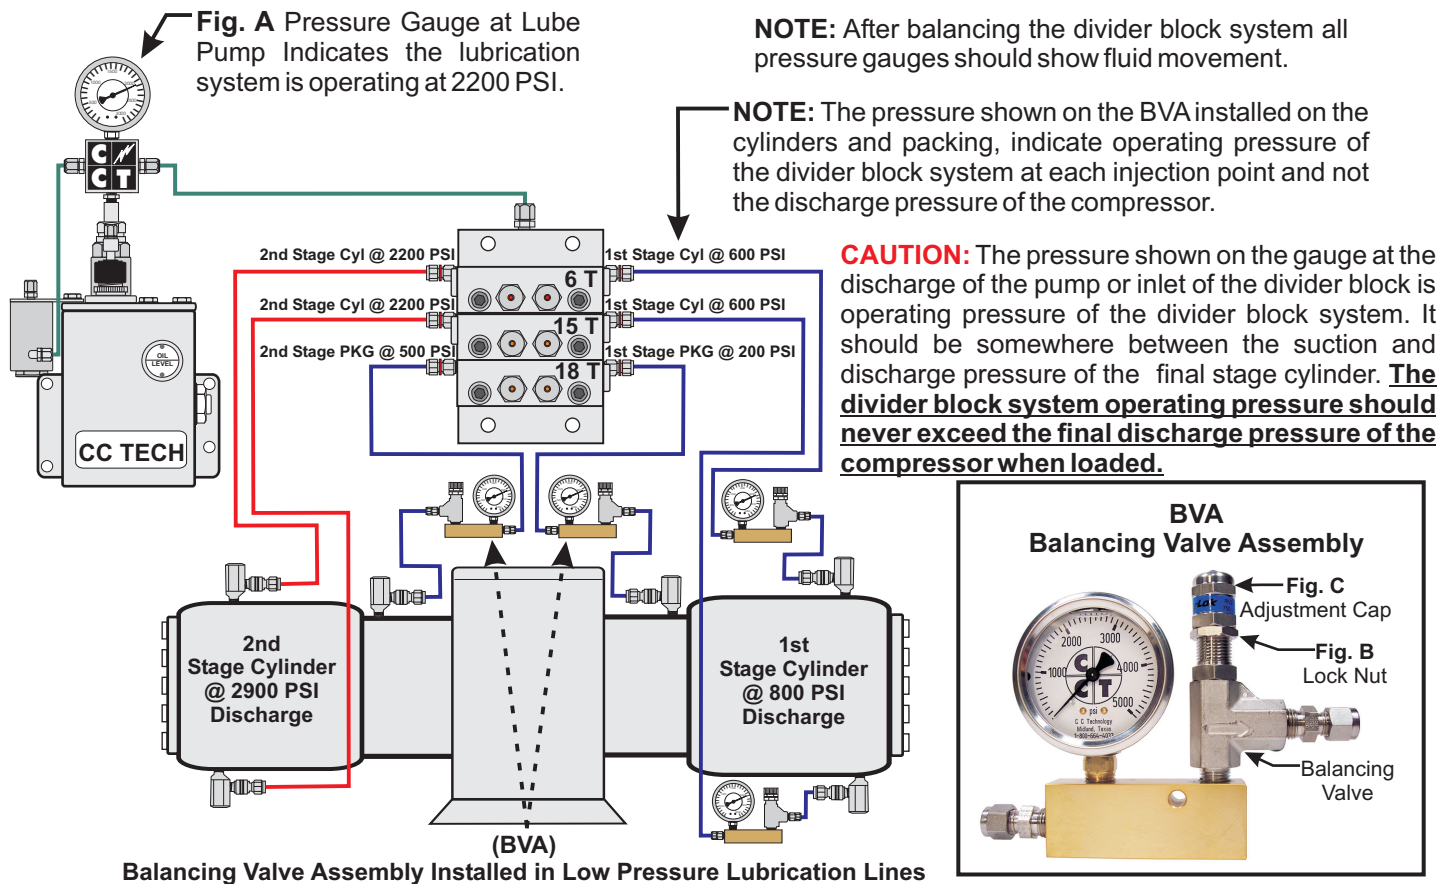 Fig. A Pressure Gauge at Lube
Pump Indicates the lubrication
system is operating at 2200 PSI.
NOTE: After balancing the divider block system all
pressure gauges should show fluid movement.
NOTE: The pressure shown on the BVA installed on the
cylinders and packing, indicate operating pressure of
the divider block system at each injection point and not
the discharge pressure of the compressor.
CAUTION: The pressure shown on the gauge at the
discharge of the pump or inlet of the divider block is
operating pressure of the divider block system. It
should be somewhere between the suction and
discharge pressure of the final stage cylinder. The
divider block system operating pressure should
never exceed the final discharge pressure of the
compressor when loaded.
C
C T
2nd Stage Cyl @ 2200 PSI
1st Stage Cyl @ 600 PSI
6 T
2nd Stage Cyl @ 2200 PSI
1st Stage Cyl @ 600 PSI
15 T
2nd Stage PKG @ 500 PSI
1st Stage PKG @ 200 PSI
18 T
OIL
LEVEL
CC TECH
2nd
Stage Cylinder
@ 2900 PSI
Discharge
1st
Stage Cylinder
@ 800 PSI
Discharge
(BVA)
Balancing Valve Assembly Installed in Low Pressure Lubrication Lines
BVA
Balancing Valve Assembly
Fig. C
Adjustment Cap
Fig. B
Lock Nut
Balancing
Valve
2000
3000
1000
4000
5000
C
C T
psi
C C Technology
Midland, Texas
1-800-664-4033
-Lok